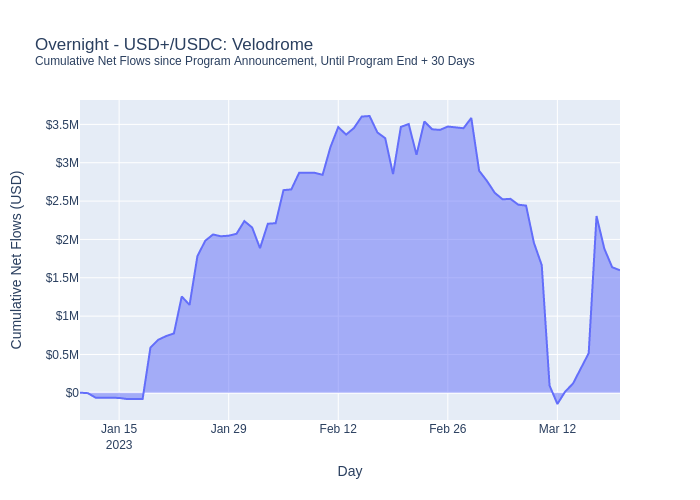 Overnight - USD+/USDC: Velodrome
Cumulative Net Flows since Program Announcement, Until Program End + 30 Days
Cumulative Net Flows (USD)
$3.5M
$3M
$2.5M
$2M
$1.5M
$1M
$0.5M
$0
Jan 15
2023
Jan 29
Feb 12
Feb 26
Mar 12
Day